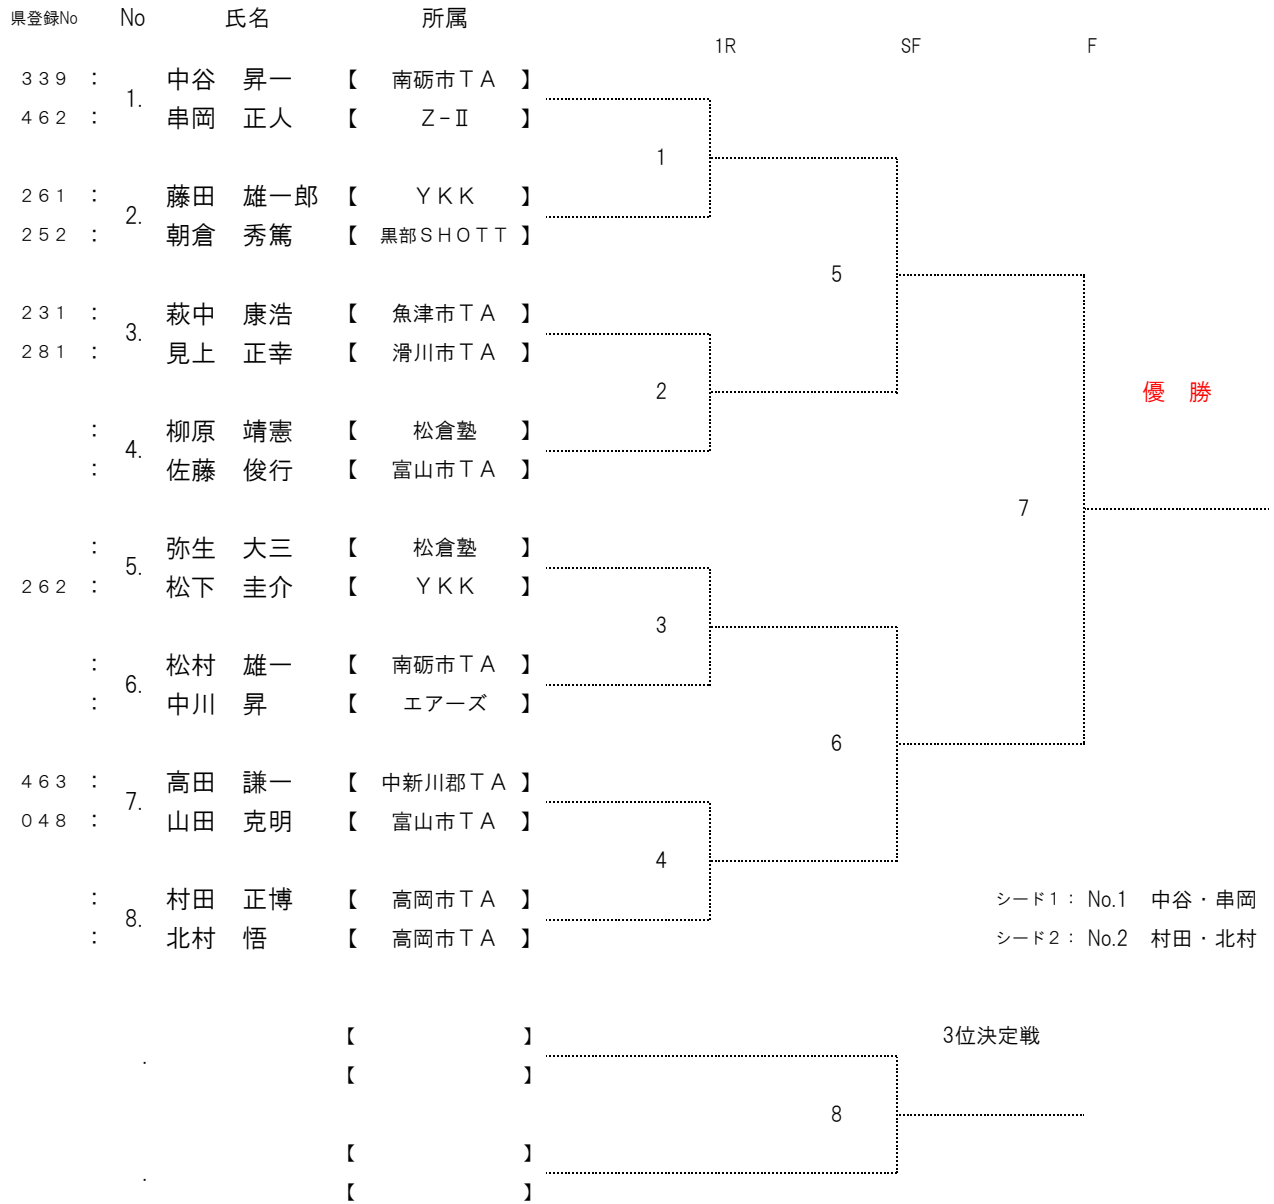 県登録No No 氏名 所属
1R SF F
３３９ ： 中谷 昇一 【 南砺市ＴＡ 】
1.
４６２ ： 串岡 正人 【 Ｚ−Ⅱ 】
1
２６１ ： 藤田 雄一郎 【 ＹＫＫ 】
2.
２５２ ： 朝倉 秀篤 【 黒部ＳＨＯＴＴ 】
5
２３１ ： 萩中 康浩 【 魚津市ＴＡ 】
3.
２８１ ： 見上 正幸 【 滑川市ＴＡ 】
2 優 勝
： 柳原 靖憲 【 松倉塾 】
4.
： 佐藤 俊行 【 富山市ＴＡ 】
7
： 弥生 大三 【 松倉塾 】
5.
２６２ ： 松下 圭介 【 ＹＫＫ 】
3
： 松村 雄一 【 南砺市ＴＡ 】
6.
： 中川 昇 【 エアーズ 】
6
４６３ ： 高田 謙一 【 中新川郡ＴＡ 】
7.
０４８ ： 山田 克明 【 富山市ＴＡ 】
4
： 村田 正博 【 高岡市ＴＡ 】 シード１： No.1 中谷・串岡
8.
： 北村 悟 【 高岡市ＴＡ 】 シード２： No.2 村田・北村
【 】 3位決定戦
.
【 】
8
【 】
.
【 】